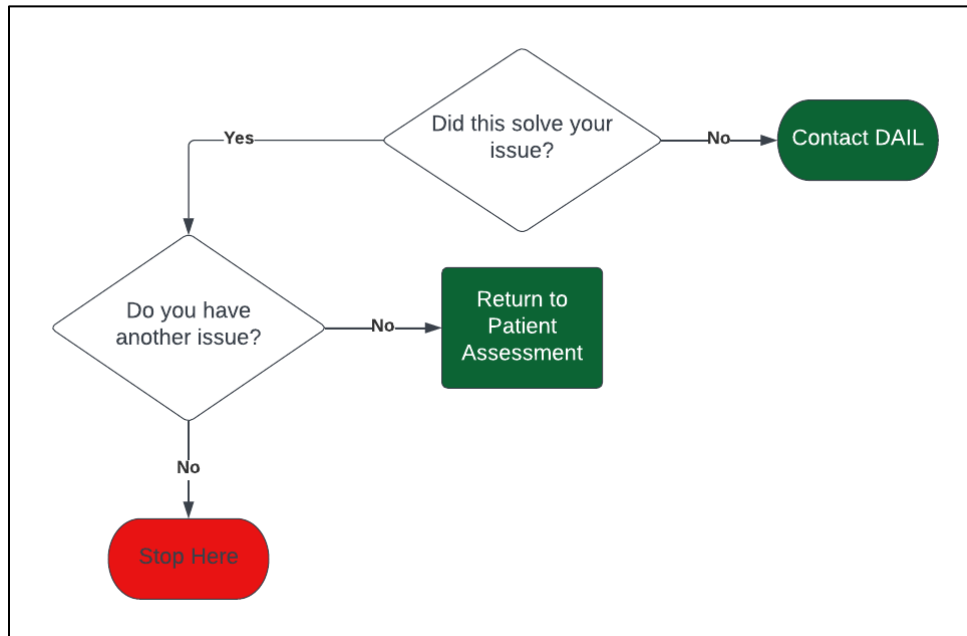 Did this solve your
issue?
Yes
No
Contact DAIL
Do you have
another issue?
No
Return to
Patient
Assessment
No
Stop Here